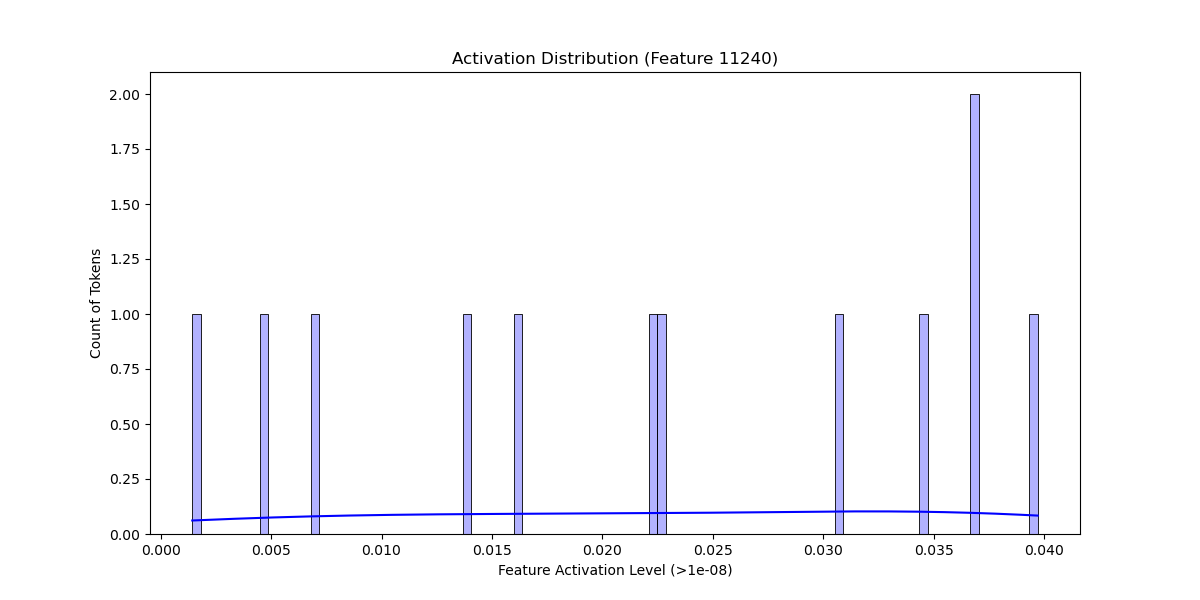 Activation Distribution (Feature 11240)
2.00
1.75
1.50
1.25
1.00
0.75
0.50
0.25
0.00
Count of Tokens
0.000 0.005 0.010 0.015 0.020 0.025 0.030 0.035 0.040
Feature Activation Level (>1e-08)